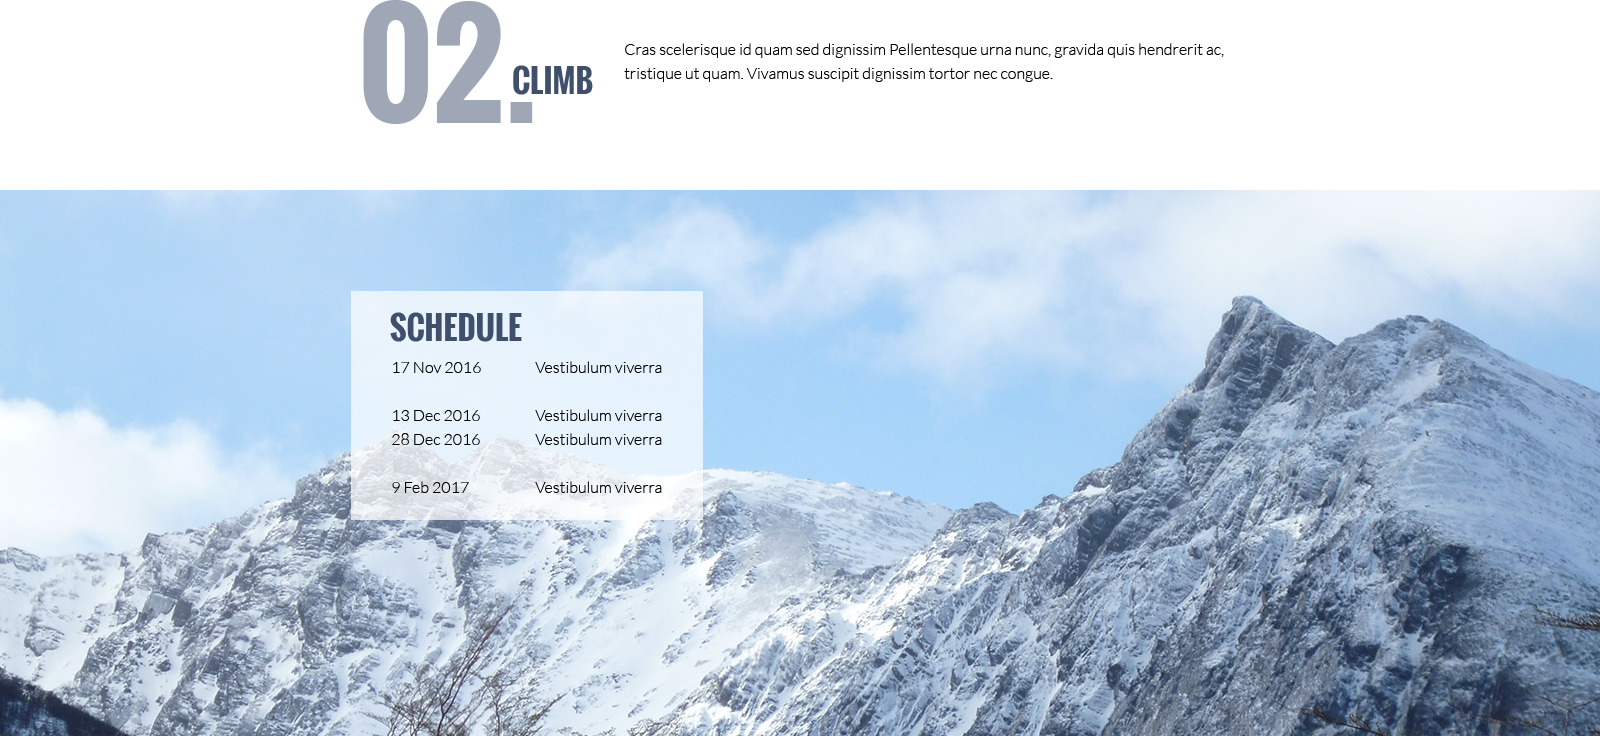 02.
CLIMB
Cras scelerisque id quam sed dignissim Pellentesque urna nunc, gravida quis hendrerit ac,
tristique ut quam. Vivamus suscipit dignissim tortor nec congue.
SCHEDULE
17 Nov 2016 Vestibulum viverra
13 Dec 2016 Vestibulum viverra
28 Dec 2016 Vestibulum viverra
9 Feb 2017 Vestibulum viverra